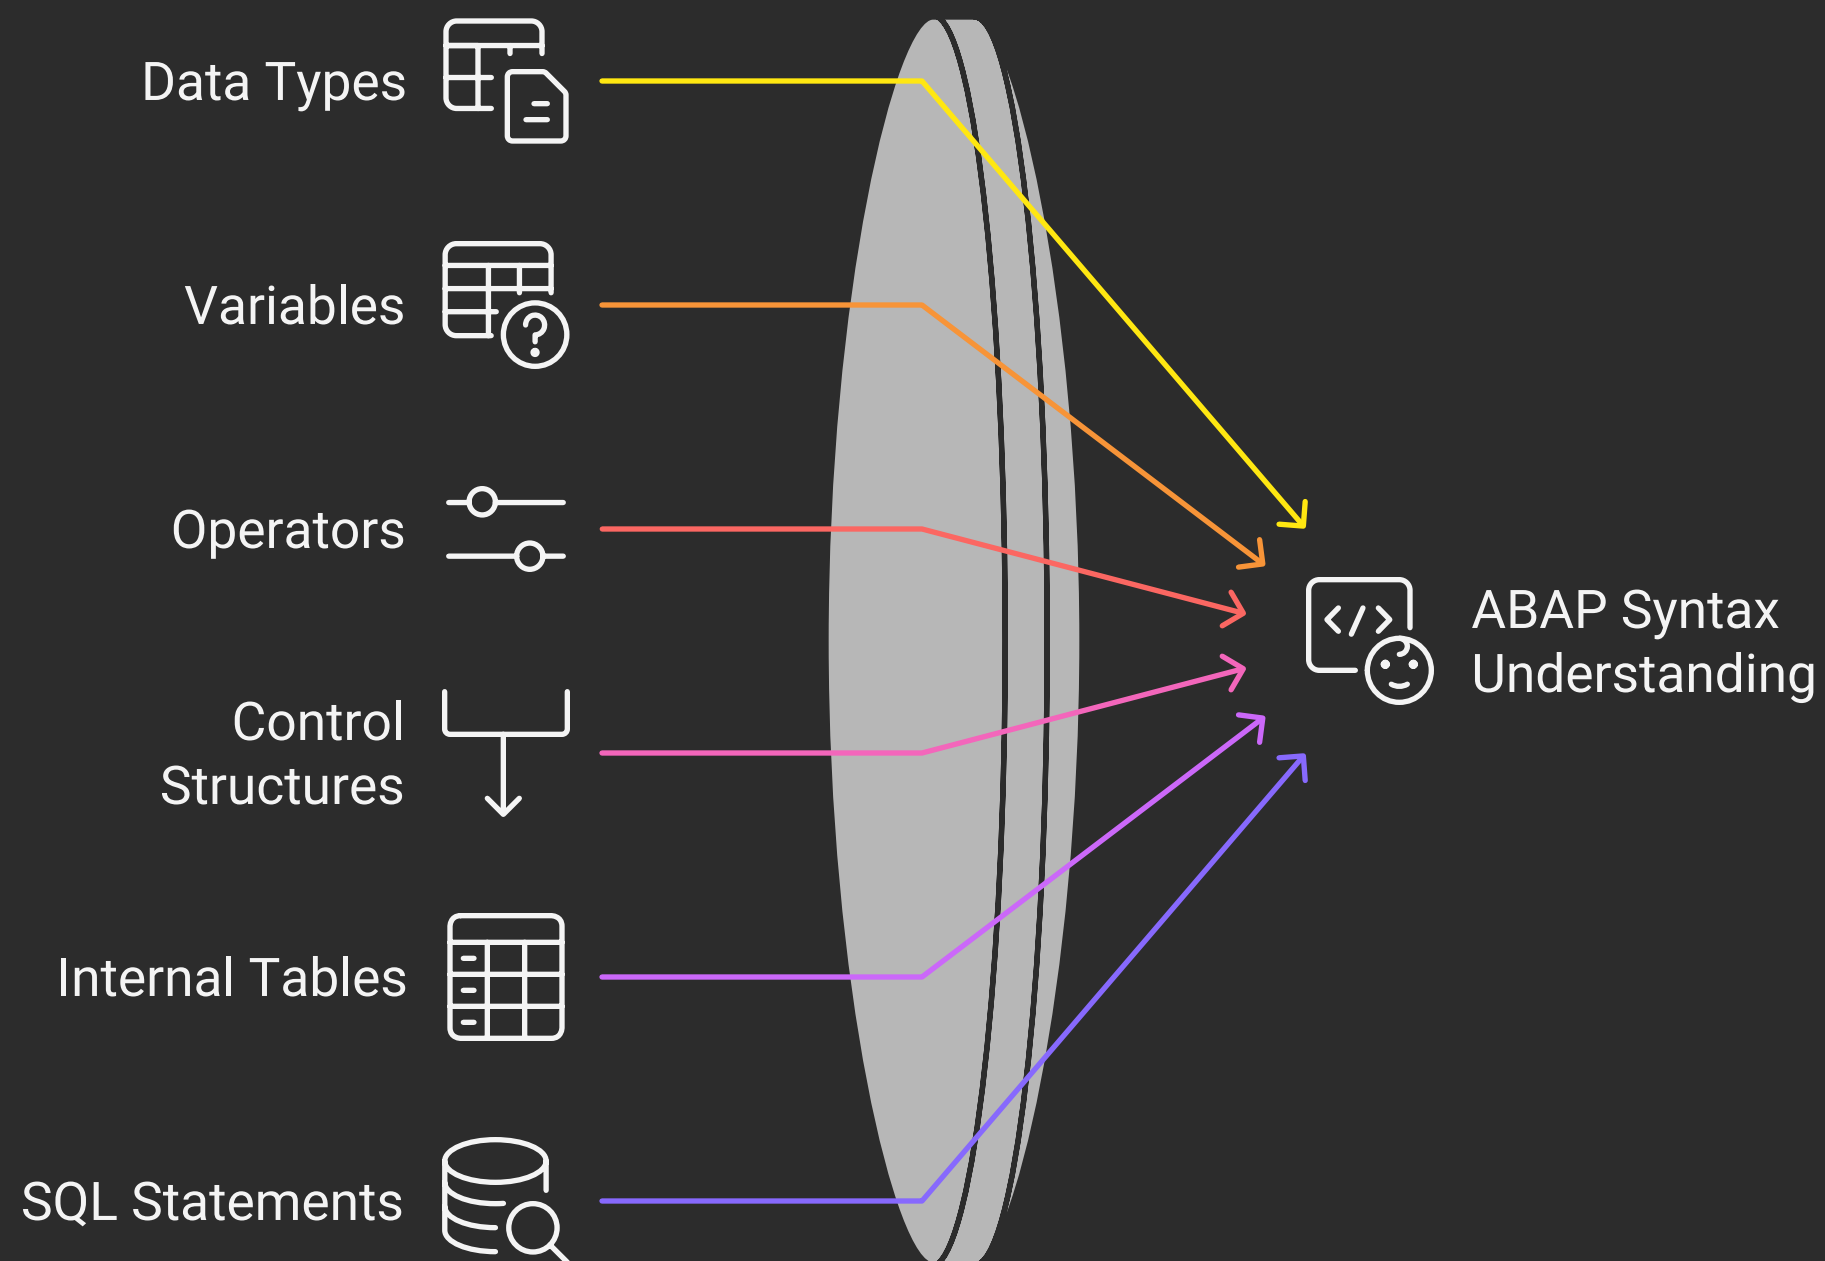 Data Types
Variables
Operators
Control
Structures
Internal Tables
SQL Statements
ABAP Syntax
Understanding